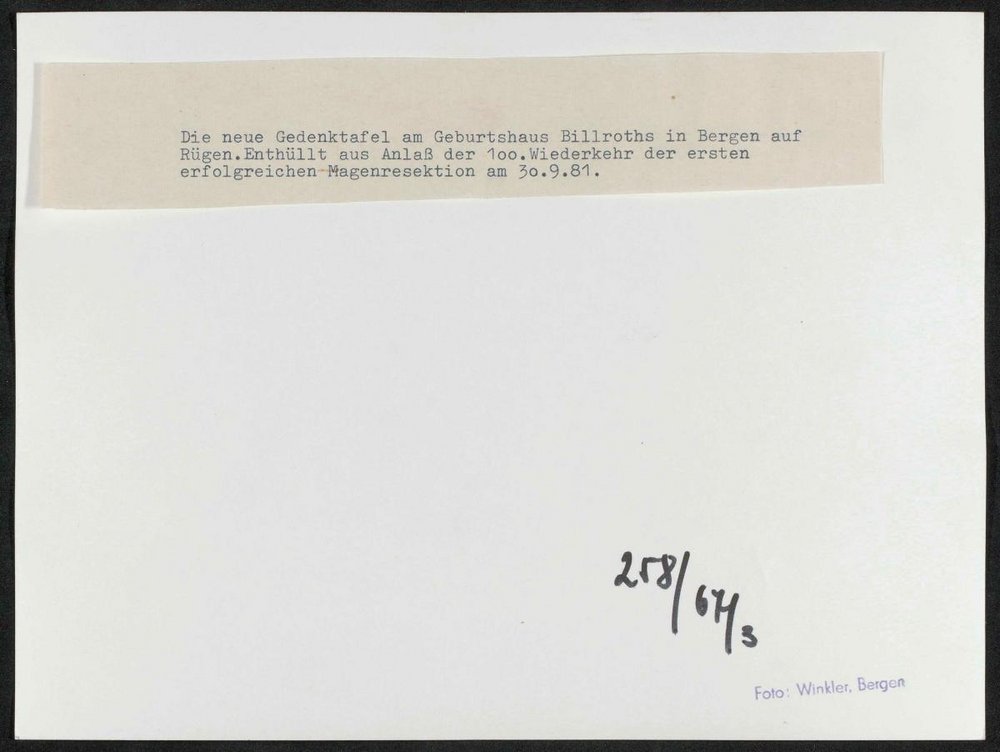 Die neue Gedenktafel am Geburtshaus Billroths in Bergen auf
Rügen.Enthüllt aus Anlaß der 1oo.Wiederkehr der ersten
erfolgreichen Magenresektion am 3o.9.81.
258/67/3
Foto: Winkler, Bergen